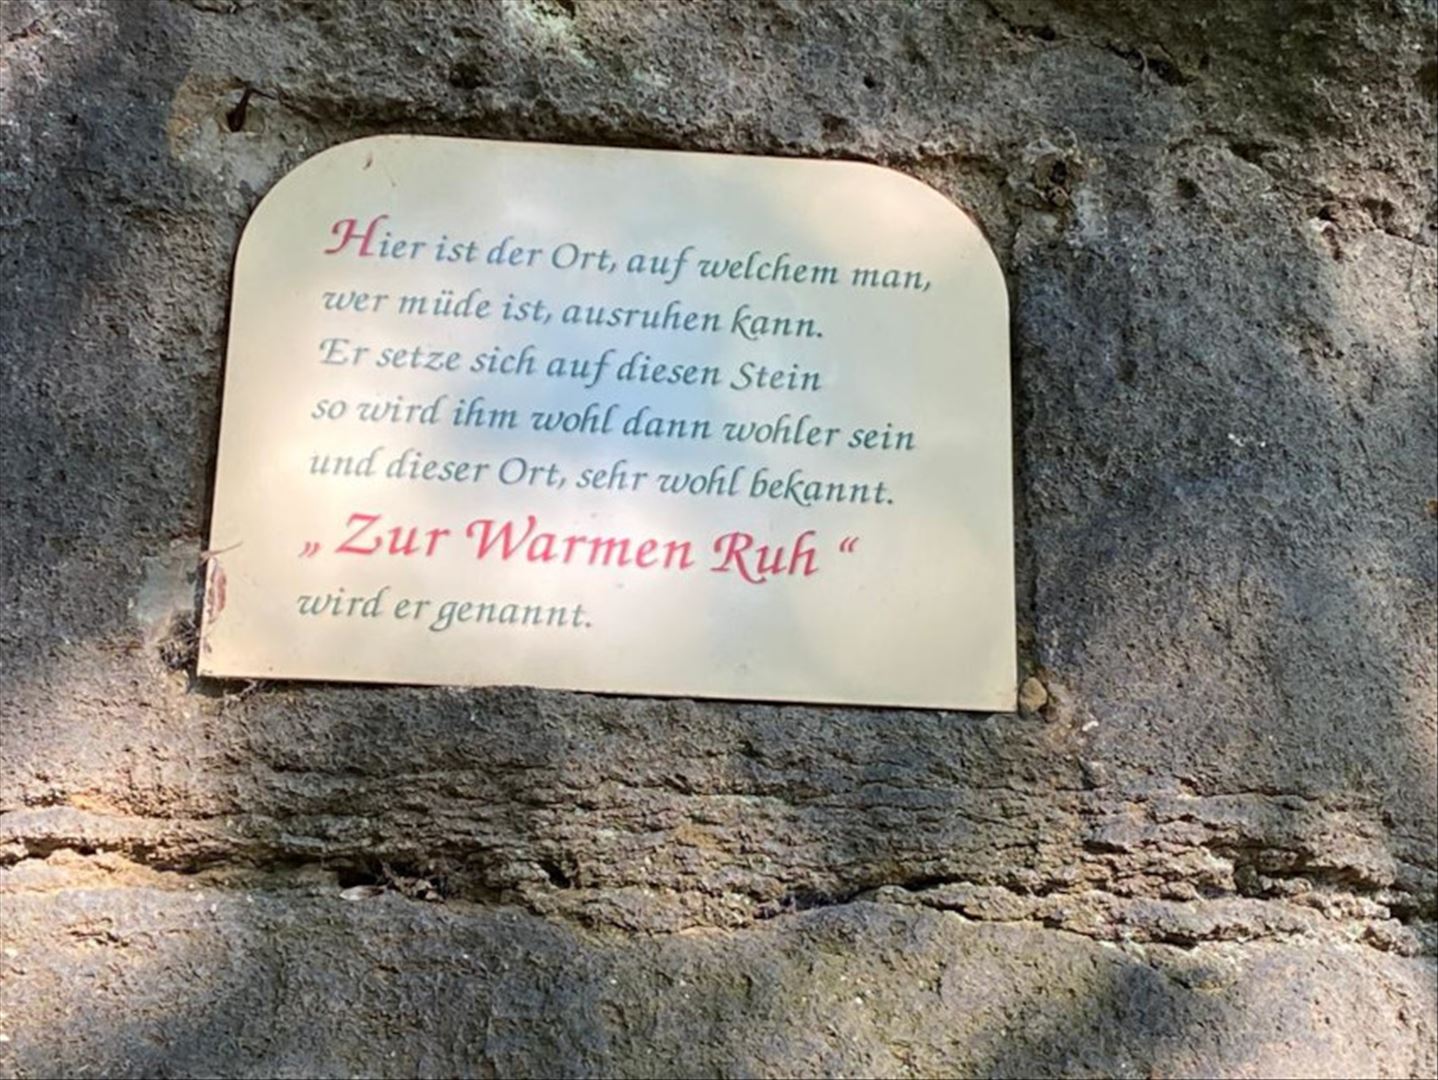 Hier ist der Ort, auf welchem man,
wer müde ist, ausruhen kann.
Er setze sich auf diesen Stein
so wird ihm wohl dann wohler sein
und dieser Ort, sehr wohl bekannt.
„ Zur Warmen Ruh “
wird er genannt.